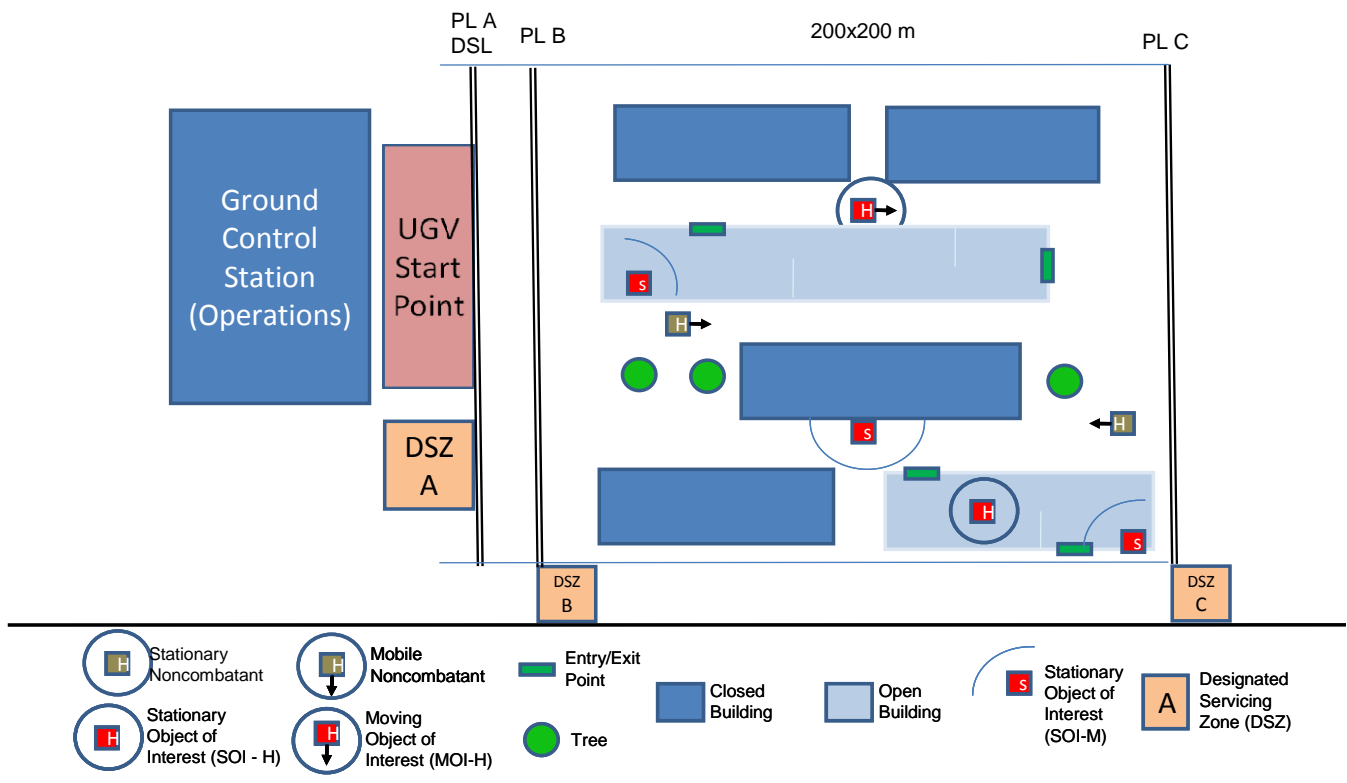 PL A
DSL
PL B
200x200 m
PL C
Ground
Control
Station
(Operations)
UGV
Start
Point
DSZ
A
H
S
H
H
S
H
S
DSZ
B
DSZ
C
H
Stationary
Noncombatant
H
Mobile
Noncombatant
Entry/Exit
Point
Closed
Building
Open
Building
S
Stationary
Object of
Interest
(SOI-M)
A
Designated
Servicing
Zone (DSZ)
H
Stationary
Object of
Interest (SOI - H)
H
Moving
Object of
Interest (MOI-H)
Tree